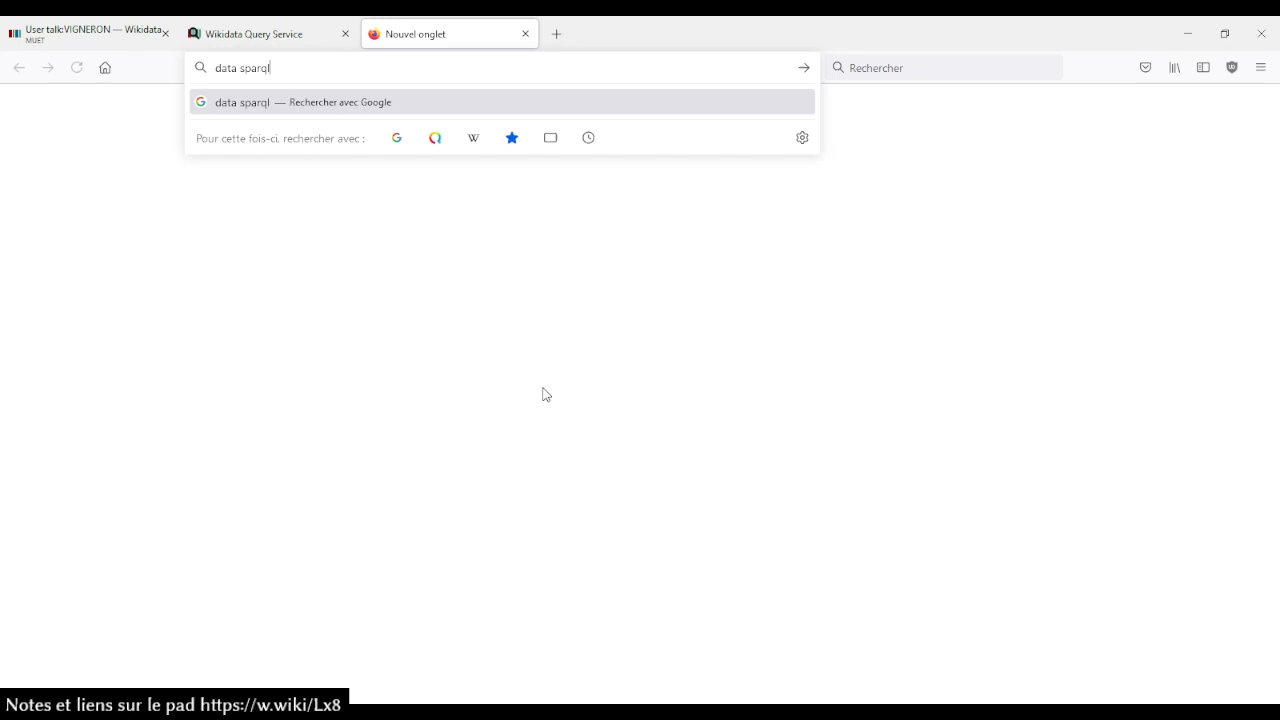 User talk:VIGNERON — Wikidata
MUET
Wikidata Query Service
Nouvel onglet
data sparql
Rechercher
data sparql — Rechercher avec Google
Pour cette fois-ci, rechercher avec :
Notes et liens sur le pad https://w.wiki/Lx8